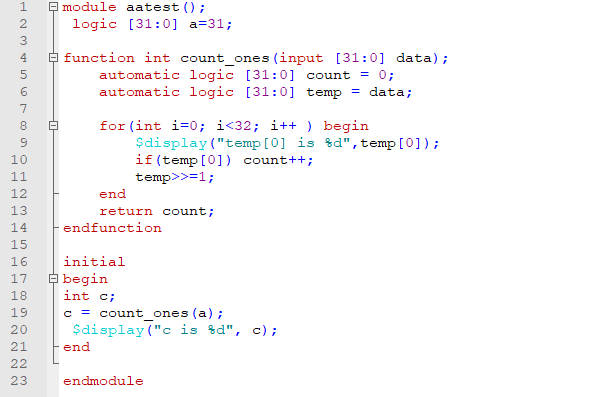 1 module aatest();
2 logic [31:0] a=31;
3
4 function int count_ones(input [31:0] data);
5 automatic logic [31:0] count = 0;
6 automatic logic [31:0] temp = data;
7
8 for(int i=0; i<32; i++ ) begin
9 $display("temp[0] is %d",temp[0]);
10 if(temp[0]) count++;
11 temp>>=1;
12 end
13 return count;
14 endfunction
15
16 initial
17 begin
18 int c;
19 c = count_ones(a);
20 $display("c is %d", c);
21 end
22
23 endmodule